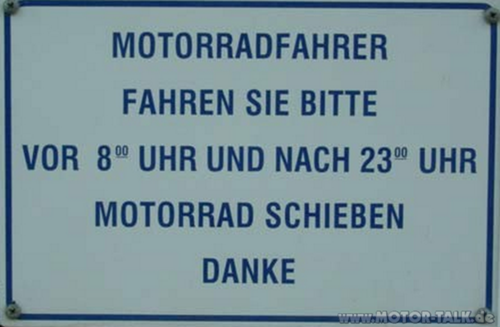 MOTORRADFAHRER
FAHREN SIE BITTE
VOR 8⁰⁰ UHR UND NACH 23⁰⁰ UHR
MOTORRAD SCHIEBEN
DANKE
www.MOTOR-TALK.de